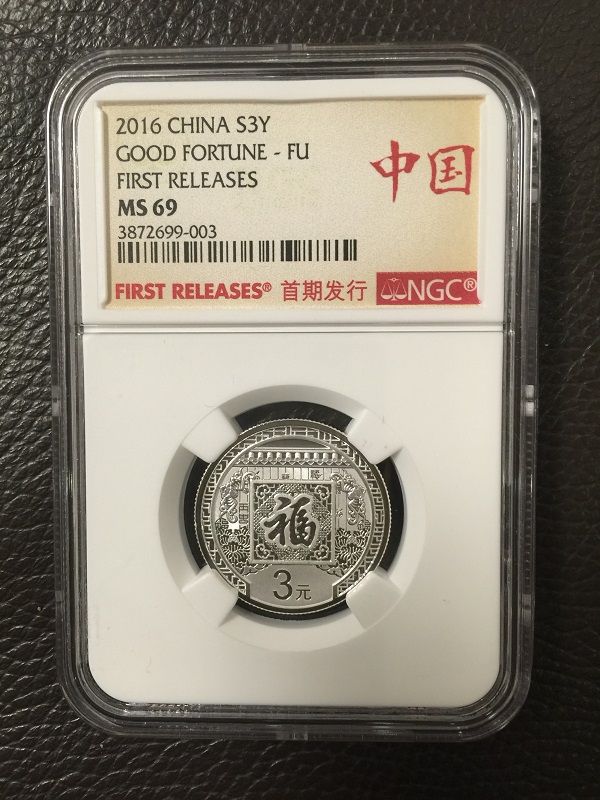 2016 CHINA S3Y
GOOD FORTUNE - FU
FIRST RELEASES
MS 69
3872699-003
中国
FIRST RELEASES® 首期发行 NGC®
福
3元